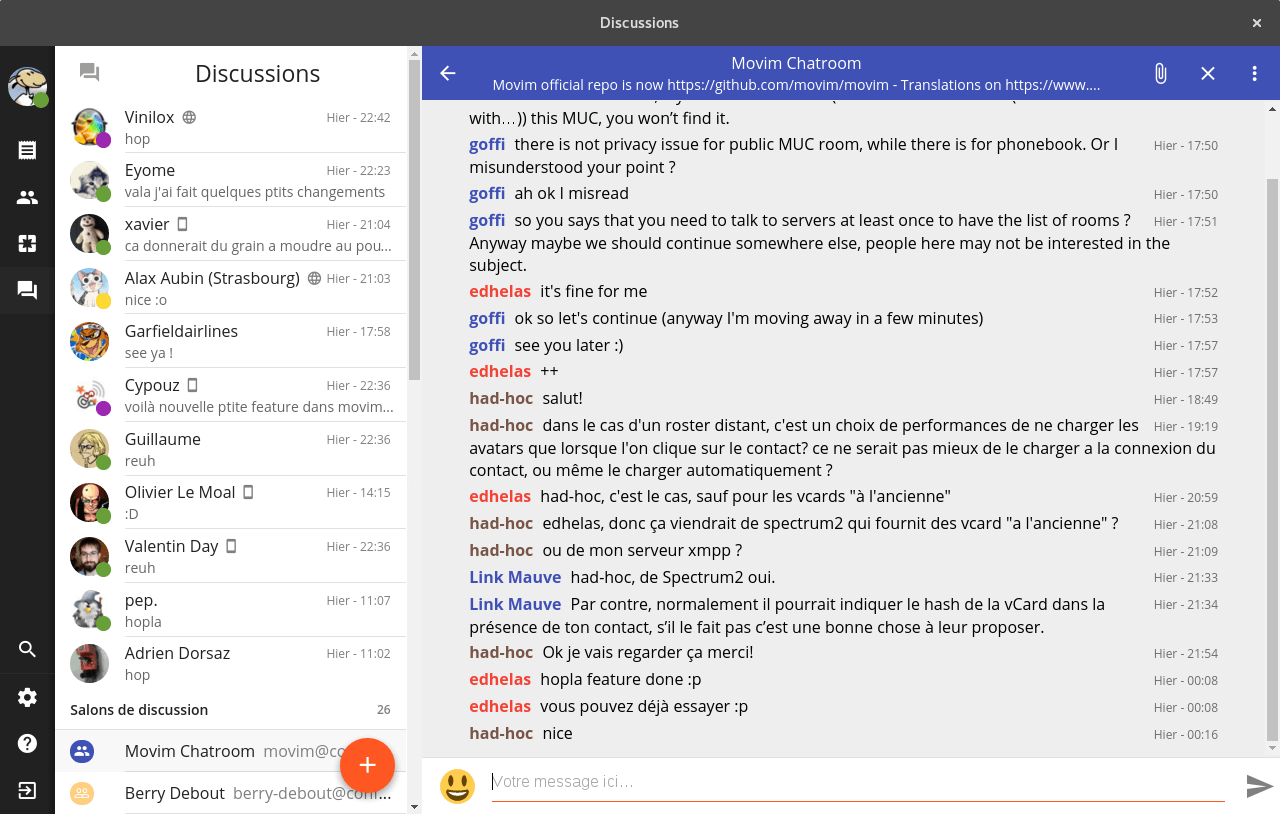 Discussions
Discussions
Vinilox Hier - 22:42
hop
Eyome Hier - 22:23
vala j'ai fait quelques ptits changements
xavier Hier - 21:04
ca donnerait du grain a moudre au pou...
Alax Aubin (Strasbourg) Hier - 21:03
nice :o
Garfieldairlines Hier - 17:58
see ya !
Cypouz Hier - 22:36
voilà nouvelle ptite feature dans movim...
Guillaume Hier - 22:36
reuh
Olivier Le Moal Hier - 14:15
:D
Valentin Day Hier - 22:36
reuh
pep. Hier - 11:07
hopla
Adrien Dorsaz Hier - 11:02
hop
Salons de discussion 26
Movim Chatroom movim@co
Berry Debout berry-debout@conf...
Movim Chatroom
Movim official repo is now https://github.com/movim/movim - Translations on https://www....
with…)) this MUC, you won’t find it.
goffi there is not privacy issue for public MUC room, while there is for phonebook. Or I Hier - 17:50
misunderstood your point ?
goffi ah ok I misread Hier - 17:50
goffi so you says that you need to talk to servers at least once to have the list of rooms ? Hier - 17:51
Anyway maybe we should continue somewhere else, people here may not be interested in the
subject.
edhelas it's fine for me Hier - 17:52
goffi ok so let's continue (anyway I'm moving away in a few minutes) Hier - 17:53
goffi see you later :) Hier - 17:57
edhelas ++ Hier - 17:57
had-hoc salut! Hier - 18:49
had-hoc dans le cas d'un roster distant, c'est un choix de performances de ne charger les Hier - 19:19
avatars que lorsque l'on clique sur le contact? ce ne serait pas mieux de le charger a la connexion du
contact, ou même le charger automatiquement ?
edhelas had-hoc, c'est le cas, sauf pour les vcards "à l'ancienne" Hier - 20:59
had-hoc edhelas, donc ça viendrait de spectrum2 qui fournit des vcard "a l'ancienne" ? Hier - 21:08
had-hoc ou de mon serveur xmpp ? Hier - 21:09
Link Mauve had-hoc, de Spectrum2 oui. Hier - 21:33
Link Mauve Par contre, normalement il pourrait indiquer le hash de la vCard dans la Hier - 21:34
présence de ton contact, s’il le fait pas c’est une bonne chose à leur proposer.
had-hoc Ok je vais regarder ça merci! Hier - 21:54
edhelas hopla feature done :p Hier - 00:08
edhelas vous pouvez déjà essayer :p Hier - 00:08
had-hoc nice Hier - 00:16
Votre message ici…